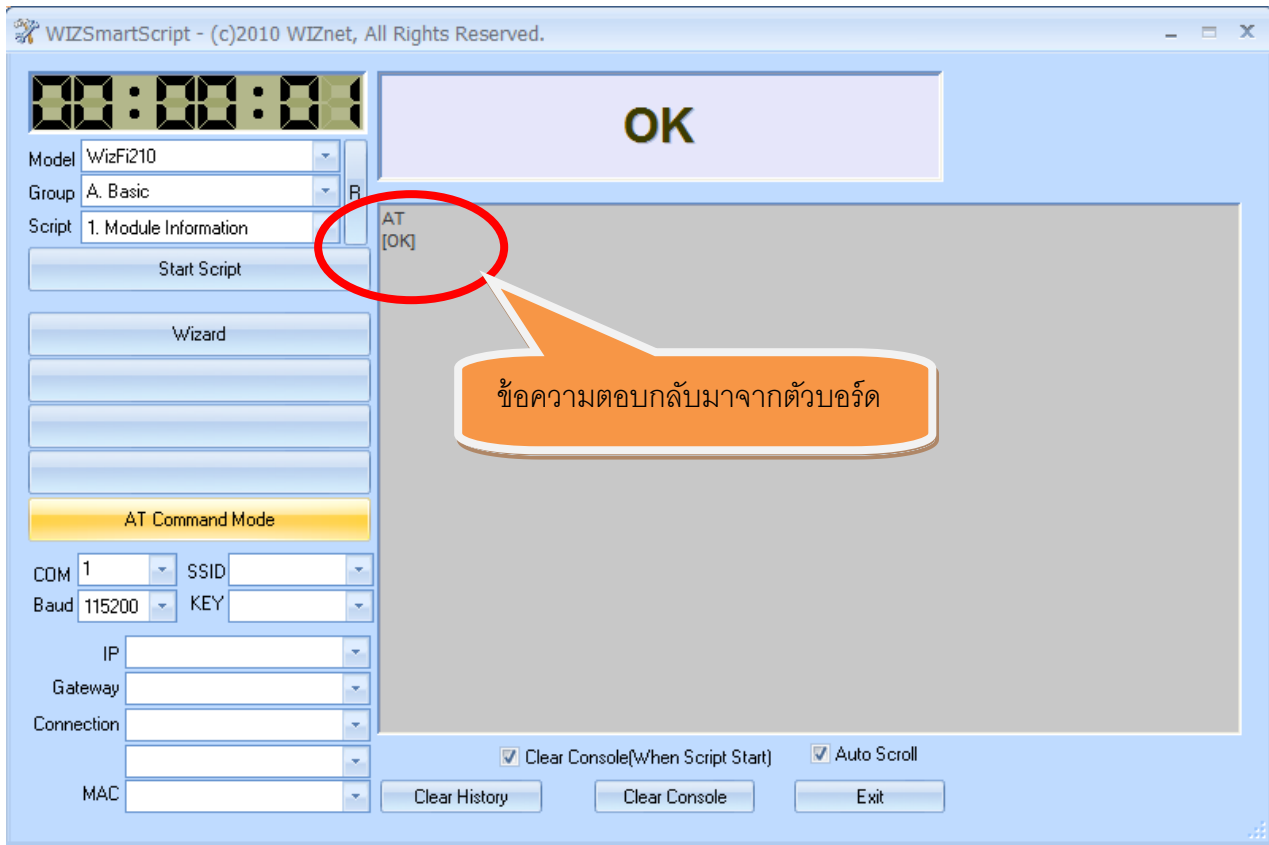 WIZSmartScript - (c)2010 WIZnet, All Rights Reserved.
00:00:01
OK
Model WizFi210
Group A. Basic
R
Script 1. Module Information
Start Script
AT
[OK]
Wizard
ข้อความตอบกลับมาจากตัวบอร์ด
AT Command Mode
COM 1 SSID
Baud 115200 KEY
IP
Gateway
Connection
MAC
Clear Console(When Script Start) Auto Scroll
Clear History Clear Console Exit